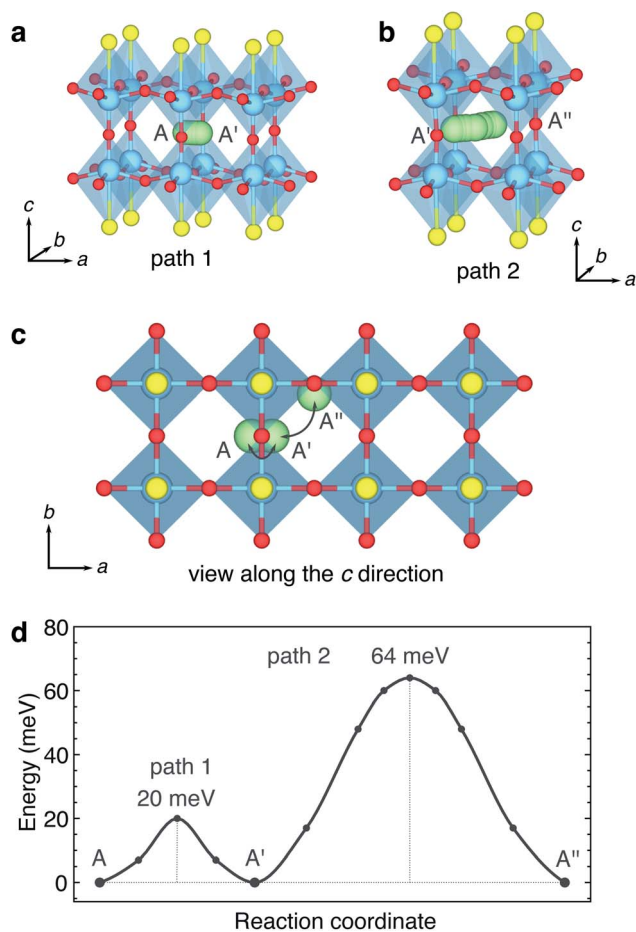 a
A A'
c
b
a
path 1
b
A' A"
path 2
c
b
a
c
A"
A A'
b
a
view along the c direction
d
80
60
40
20
0
Energy (meV)
path 2 64 meV
path 1
20 meV
A A' A"
Reaction coordinate